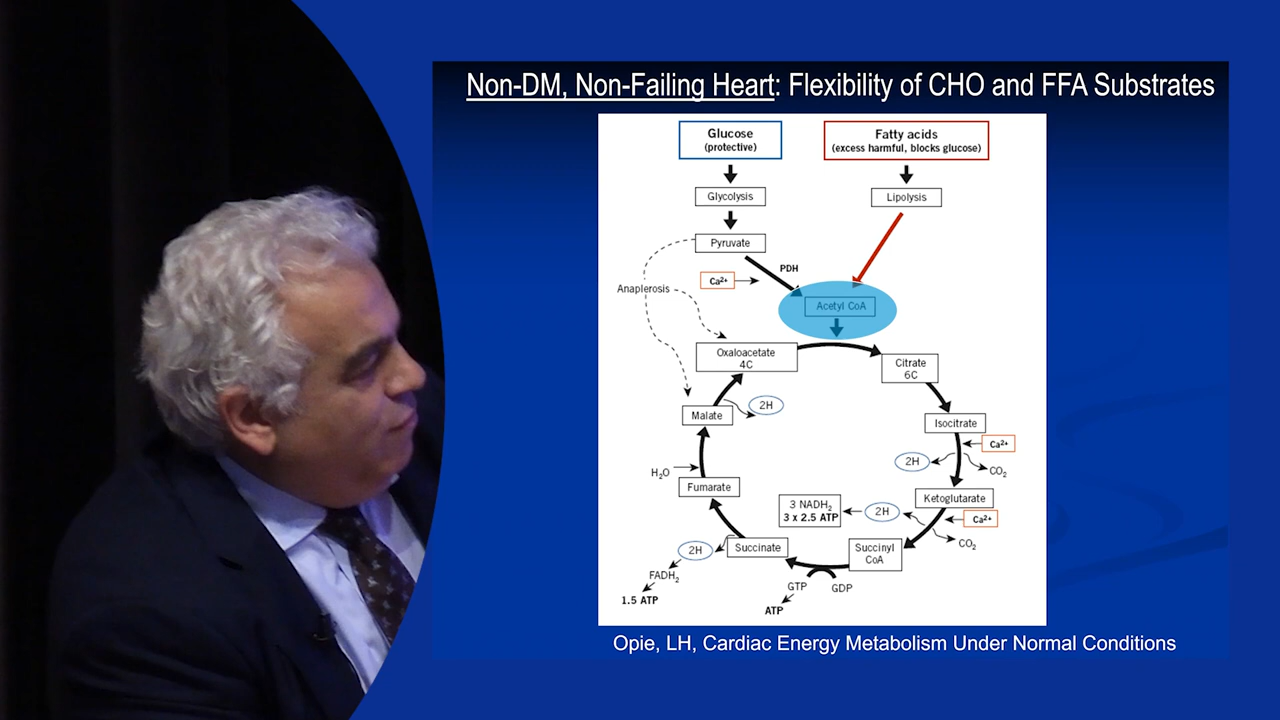 Non-DM, Non-Failing Heart: Flexibility of CHO and FFA Substrates
Glucose
(protective)
Fatty acids
(excess harmful, blocks glucose)
Glycolysis
Lipolysis
Pyruvate
PDH
Ca²⁺
Anaplerosis
Acetyl CoA
Oxaloacetate
4C
Citrate
6C
2H
Malate
Isocitrate
Ca²⁺
2H
CO₂
H₂O
Fumarate
Ketoglutarate
3 NADH₂
3 x 2.5 ATP
2H
Ca²⁺
CO₂
2H
Succinate
Succinyl
CoA
FADH₂
1.5 ATP
GTP
GDP
ATP
Opie, LH, Cardiac Energy Metabolism Under Normal Conditions